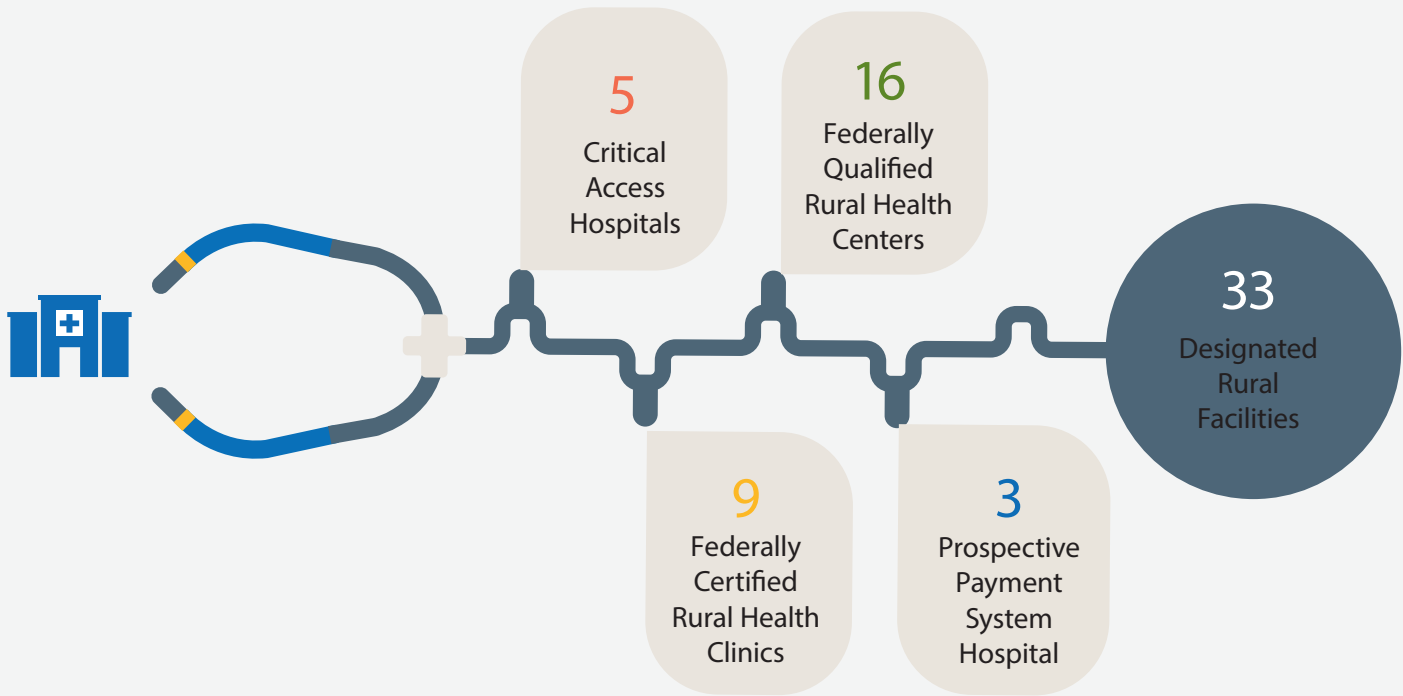 5
Critical
Access
Hospitals
16
Federally
Qualified
Rural Health
Centers
33
Designated
Rural
Facilities
9
Federally
Certified
Rural Health
Clinics
3
Prospective
Payment
System
Hospital